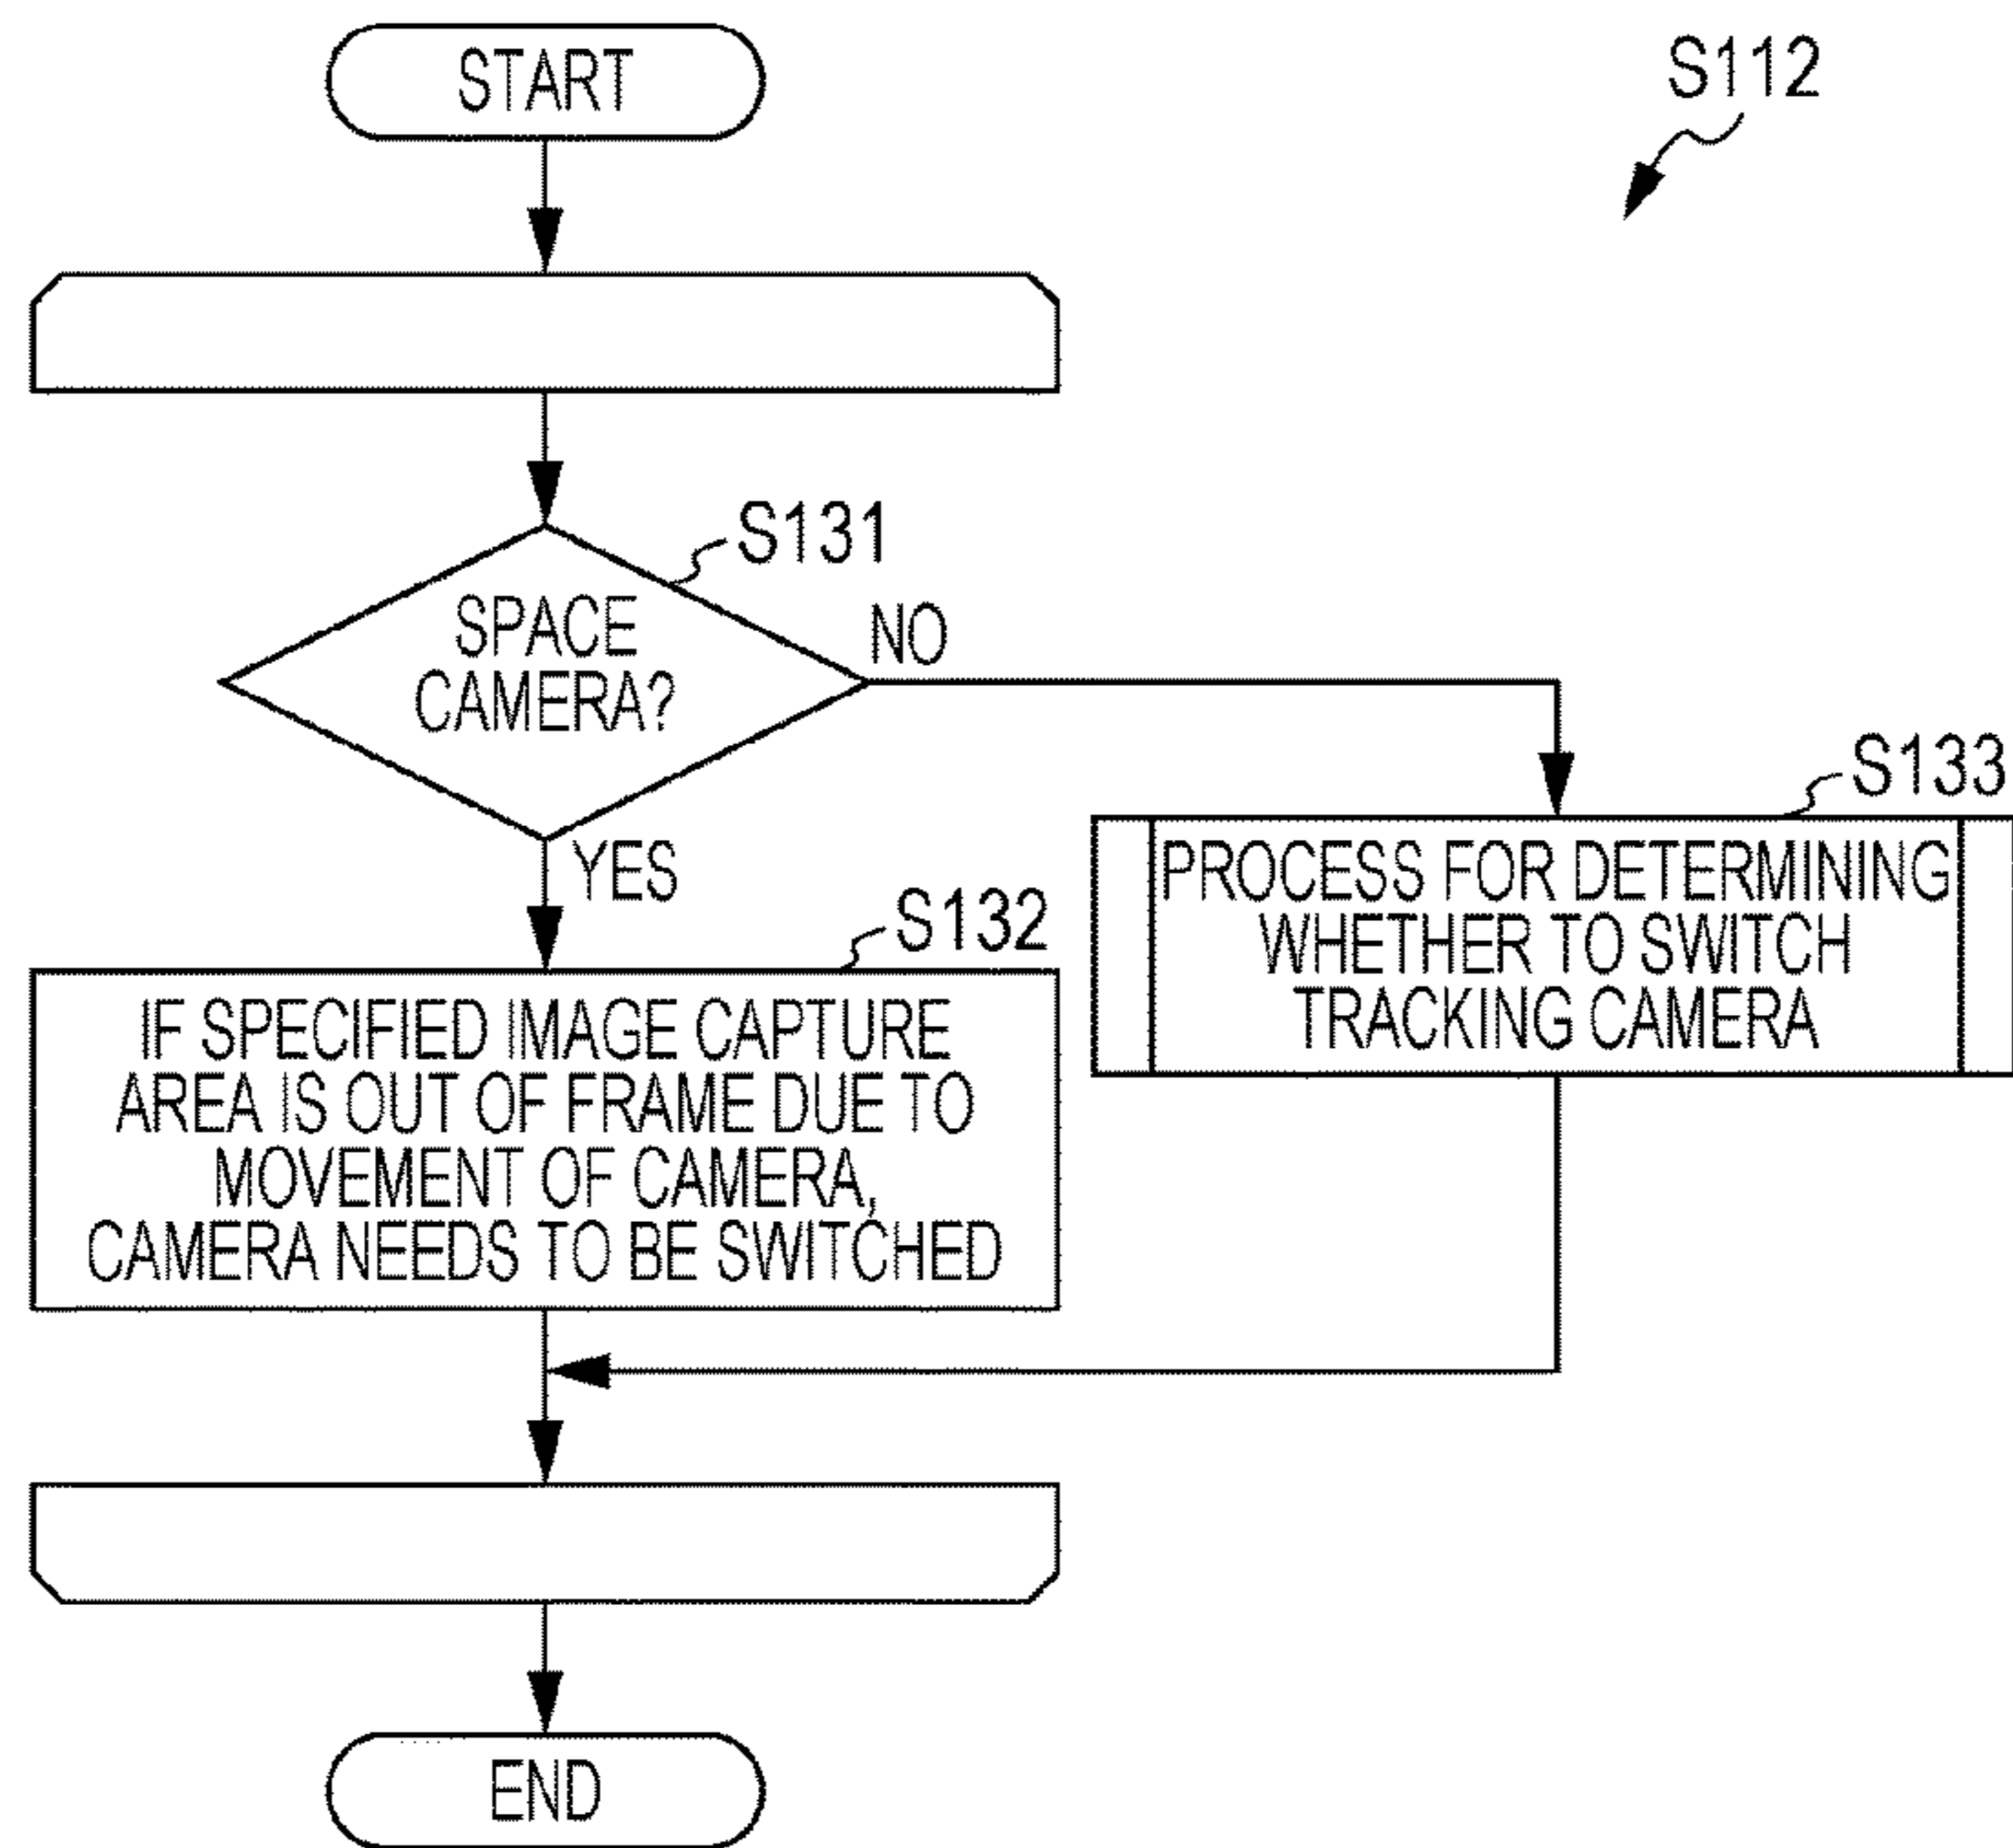 START
S112
S131
SPACE
CAMERA?
NO
YES
S133
PROCESS FOR DETERMINING
WHETHER TO SWITCH
TRACKING CAMERA
S132
IF SPECIFIED IMAGE CAPTURE
AREA IS OUT OF FRAME DUE TO
MOVEMENT OF CAMERA,
CAMERA NEEDS TO BE SWITCHED
END